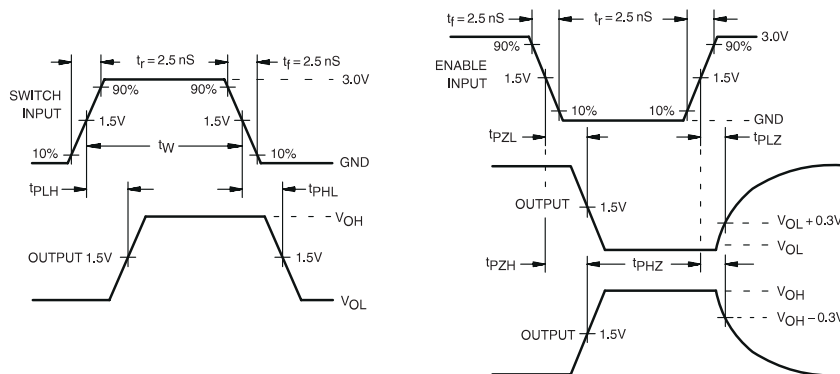 tr = 2.5 nS
tf = 2.5 nS
3.0V
90%
90%
SWITCH
INPUT
1.5V
1.5V
tW
10%
10%
GND
tPLH
tPHL
VOH
OUTPUT 1.5V
1.5V
VOL
tf = 2.5 nS
tr = 2.5 nS
3.0V
90%
90%
ENABLE
INPUT
1.5V
1.5V
10%
10%
GND
tPZL
tPLZ
OUTPUT
1.5V
VOL + 0.3V
VOL
tPZH
tPHZ
VOH
VOH – 0.3V
OUTPUT
1.5V